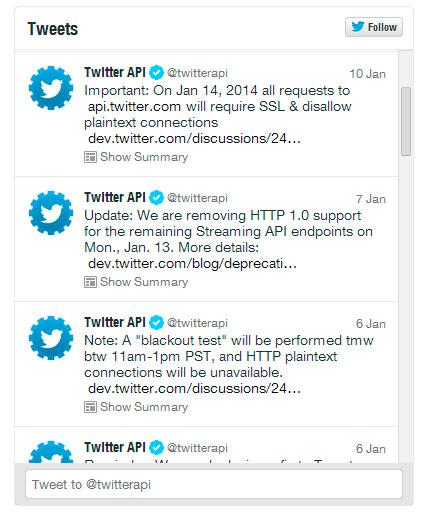 Tweets
Follow
Twitter API @twitterapi 10 Jan
Important: On Jan 14, 2014 all requests to
api.twitter.com will require SSL & disallow
plaintext connections
dev.twitter.com/discussions/24…
Show Summary
Twitter API @twitterapi 7 Jan
Update: We are removing HTTP 1.0 support
for the remaining Streaming API endpoints on
Mon., Jan. 13. More details:
dev.twitter.com/blog/deprecati…
Show Summary
Twitter API @twitterapi 6 Jan
Note: A "blackout test" will be performed tmw
btw 11am-1pm PST, and HTTP plaintext
connections will be unavailable.
dev.twitter.com/discussions/24…
Show Summary
Twitter API @twitterapi 6 Jan
Tweet to @twitterapi